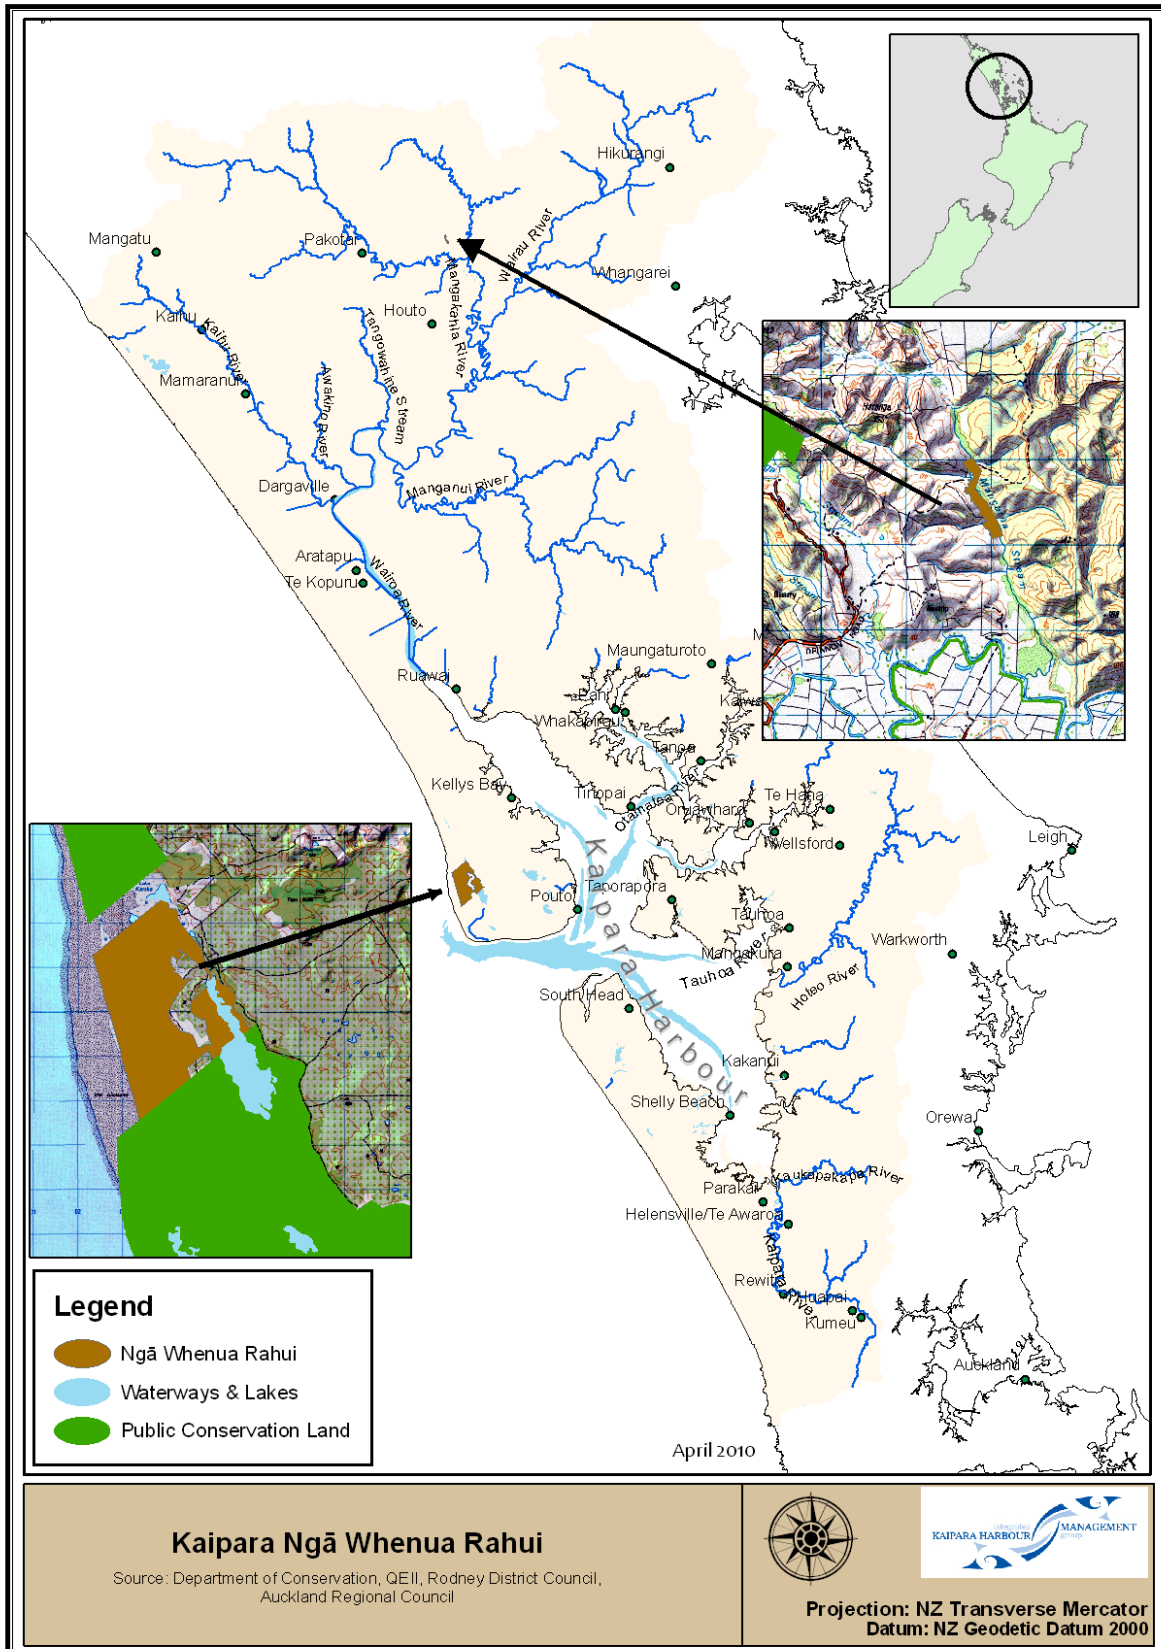 Hikurangi
Mangatu
Pakotai
Wairau River
Whangarei
Mangakahia River
Houto
Kaihu
Kaihu River
Tangowahine Stream
Mamaranui
Awakino River
Dargaville
Manganui River
Aratapu
Te Kopuru
Wairoa River
Maungaturoto
Ruawai
Whakapirau
Tanoa
Kellys Bay
Tinopai
Otamatea River
Te Hana
Wellsford
Leigh
Kaipara Harbour
Pouto
Taporapora
Tauhoa
Warkworth
Mangakura
Tauhoa River
Hoteo River
South Head
Kakanui
Shelly Beach
Orewa
Kaukapakapa River
Parakai
Helensville/Te Awaroa
Kaipara River
Huapai
Kumeu
Auckland
April 2010
Legend
Ngā Whenua Rahui
Waterways & Lakes
Public Conservation Land
Kaipara Ngā Whenua Rahui
Source: Department of Conservation, QEII, Rodney District Council,
Auckland Regional Council
integrated
KAIPARA HARBOUR MANAGEMENT
group
Projection: NZ Transverse Mercator
Datum: NZ Geodetic Datum 2000